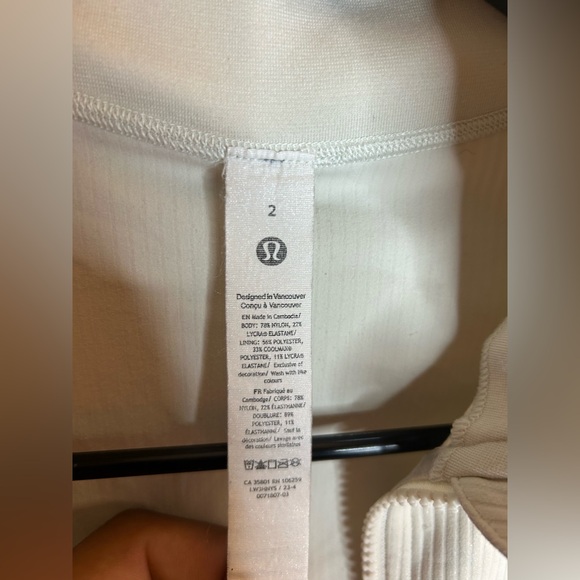 2
Designed in Vancouver
Conçu à Vancouver
EN Made in Cambodia/
BODY: 78% NYLON, 22%
LYCRA® ELASTANE/
LINING: 56% POLYESTER,
33% COOLMAX®
POLYESTER, 11% LYCRA®
ELASTANE/ Exclusive of
decoration/ Wash with like
colours
FR Fabriqué au
Cambodge/ CORPS: 78%
NYLON, 22% ÉLASTHANNE/
DOUBLURE: 89%
POLYESTER, 11%
ÉLASTHANNE/ Sauf la
décoration/ Lavage avec
des couleurs similaires
CA 35801 RN 106259
/ 23-4